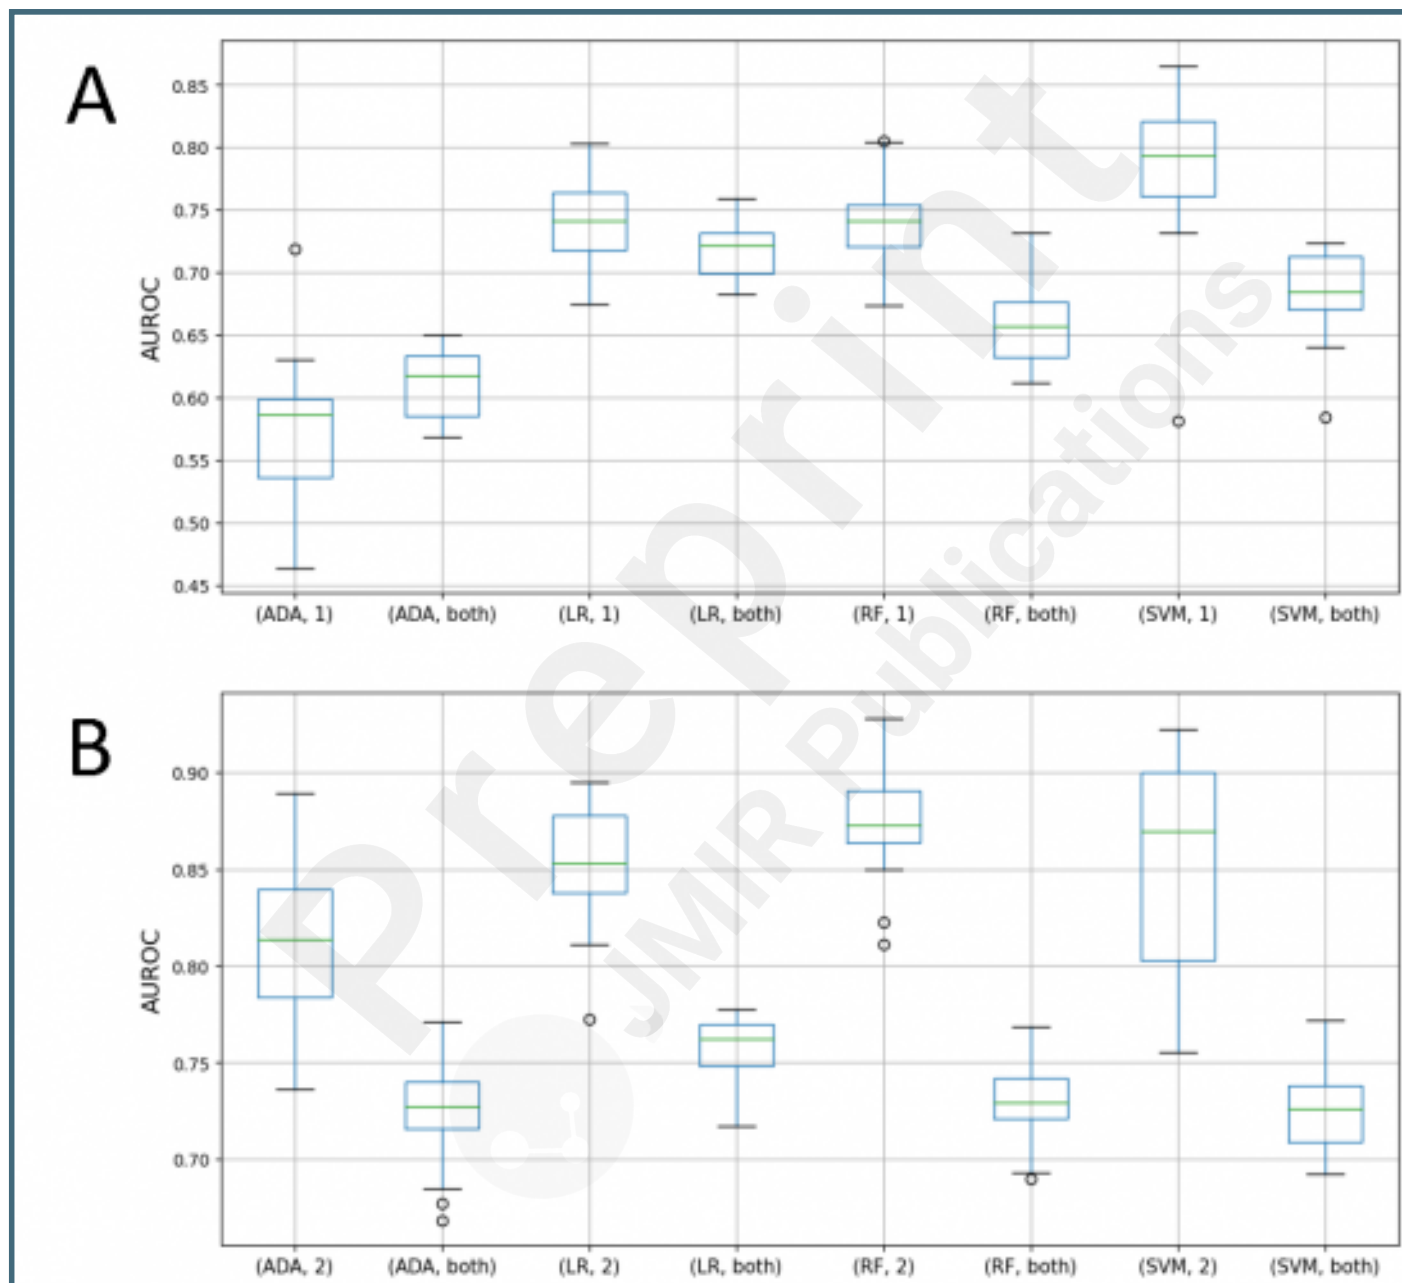 A
0.85
0.80
0.75
0.70
0.65
0.60
0.55
0.50
0.45
AUROC
(ADA, 1) (ADA, both) (LR, 1) (LR, both) (RF, 1) (RF, both) (SVM, 1) (SVM, both)
B
0.90
0.85
0.80
0.75
0.70
AUROC
(ADA, 2) (ADA, both) (LR, 2) (LR, both) (RF, 2) (RF, both) (SVM, 2) (SVM, both)
Preprint
JMIR Publications